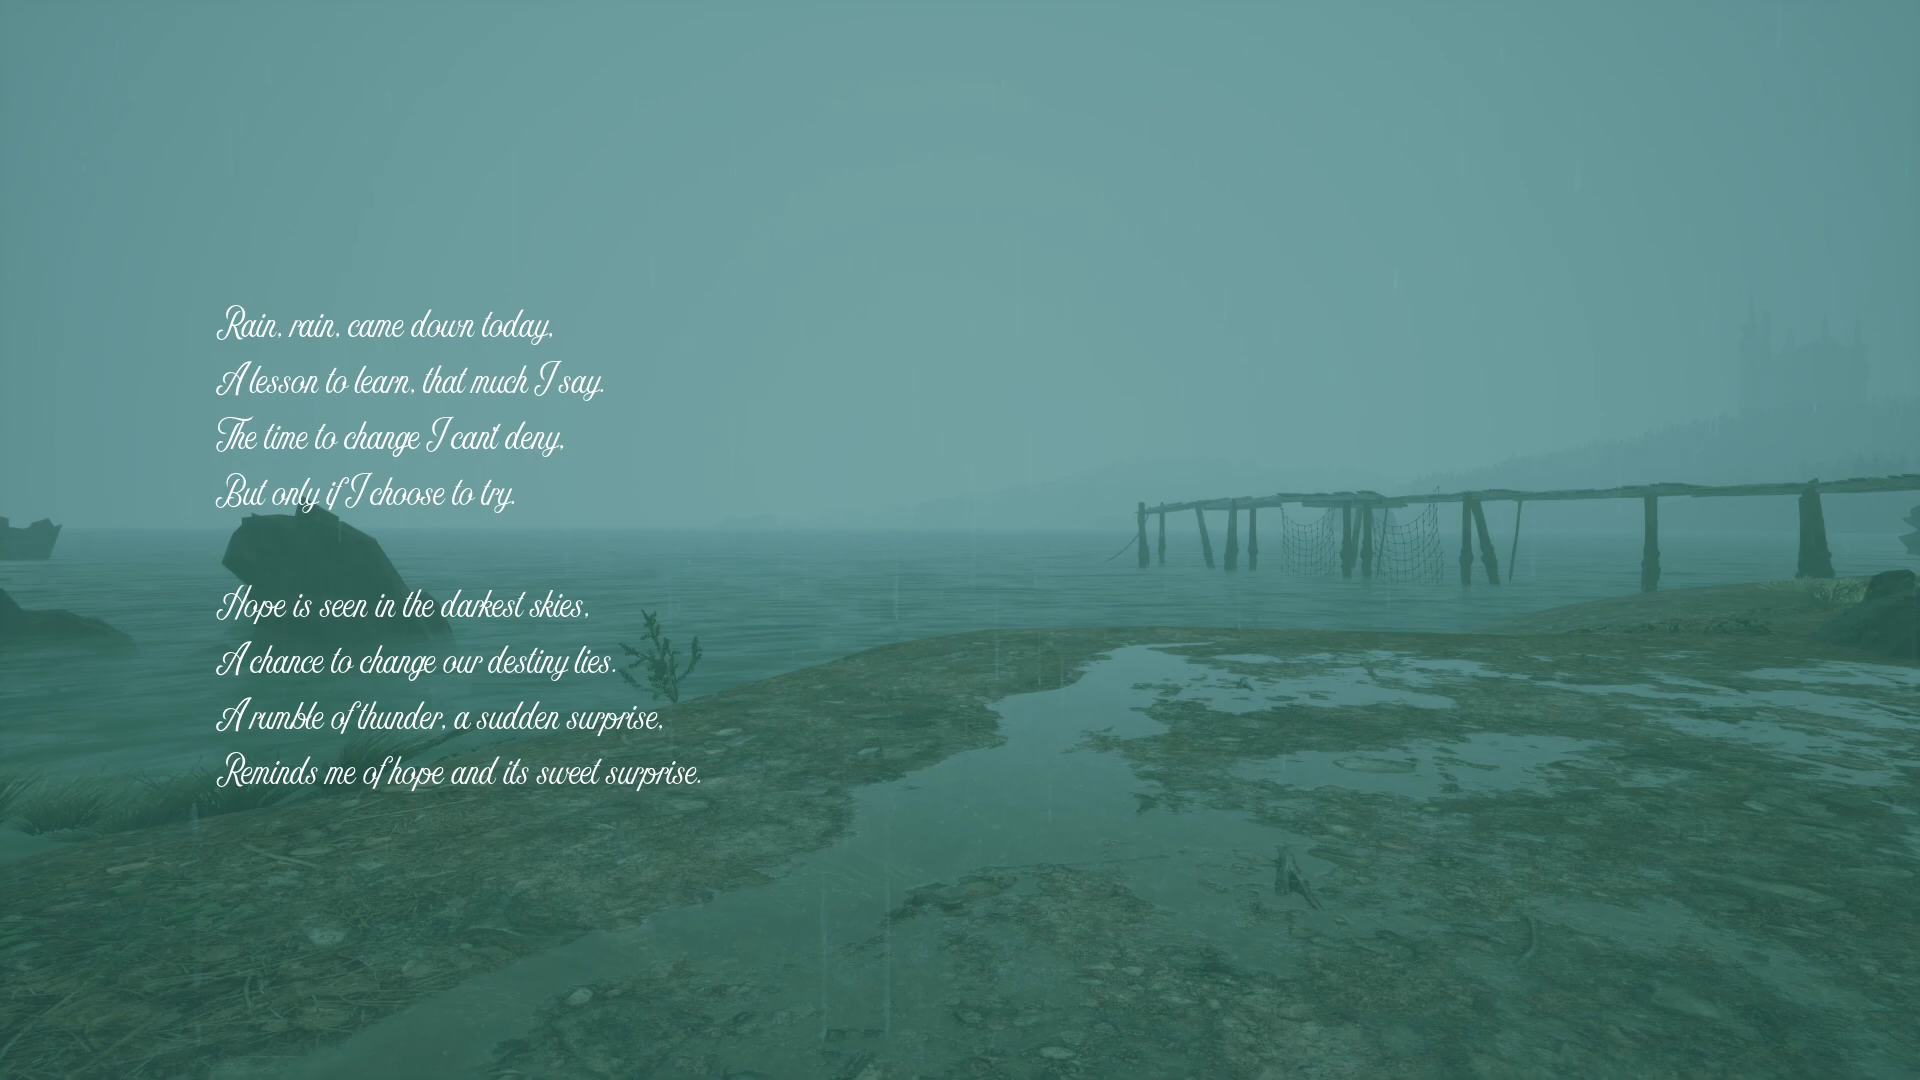 Rain, rain, came down today,
A lesson to learn, that much I say.
The time to change I can't deny,
But only if I choose to try.
Hope is seen in the darkest skies,
A chance to change our destiny lies.
A rumble of thunder, a sudden surprise,
Reminds me of hope and its sweet surprise.